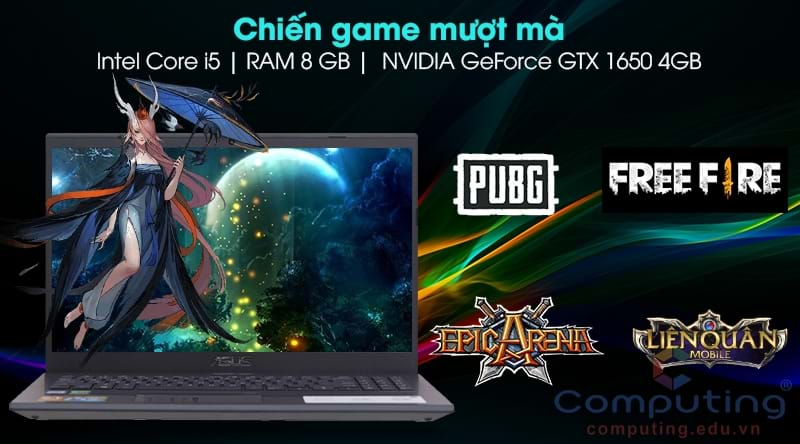 Chiến game mượt mà
Intel Core i5 | RAM 8 GB | NVIDIA GeForce GTX 1650 4GB
PUBG
FREE FIRE
EPIC ARENA
LIÊN QUÂN
MOBILE
ASUS
Computing
computing.edu.vn